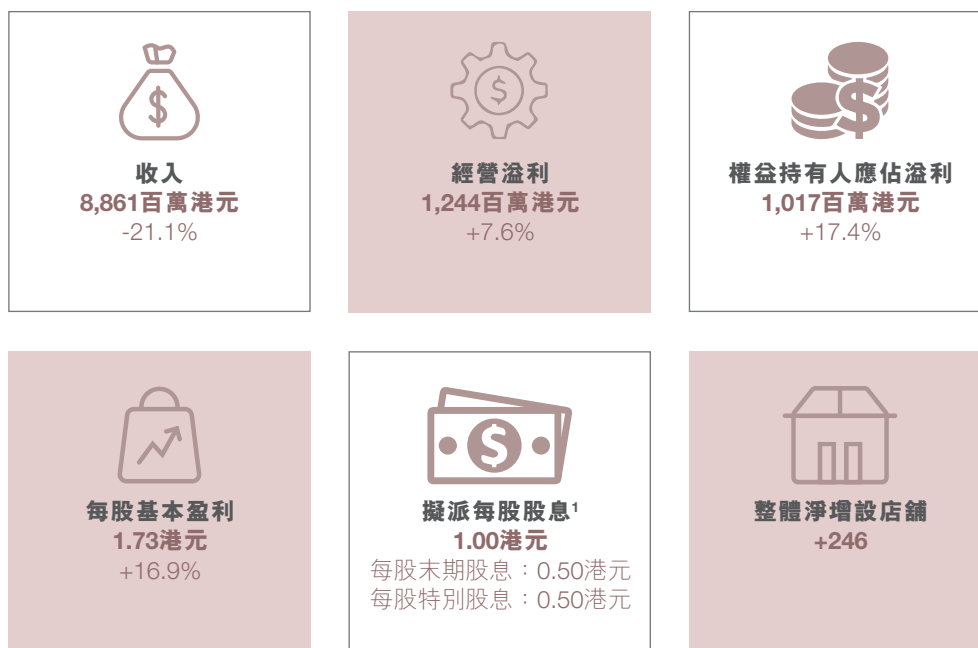 $
收入
8,861百萬港元
-21.1%
$
經營溢利
1,244百萬港元
+7.6%
$
權益持有人應佔溢利
1,017百萬港元
+17.4%
每股基本盈利
1.73港元
+16.9%
$
擬派每股股息¹
1.00港元
每股末期股息：0.50港元
每股特別股息：0.50港元
整體淨增設店舖
+246